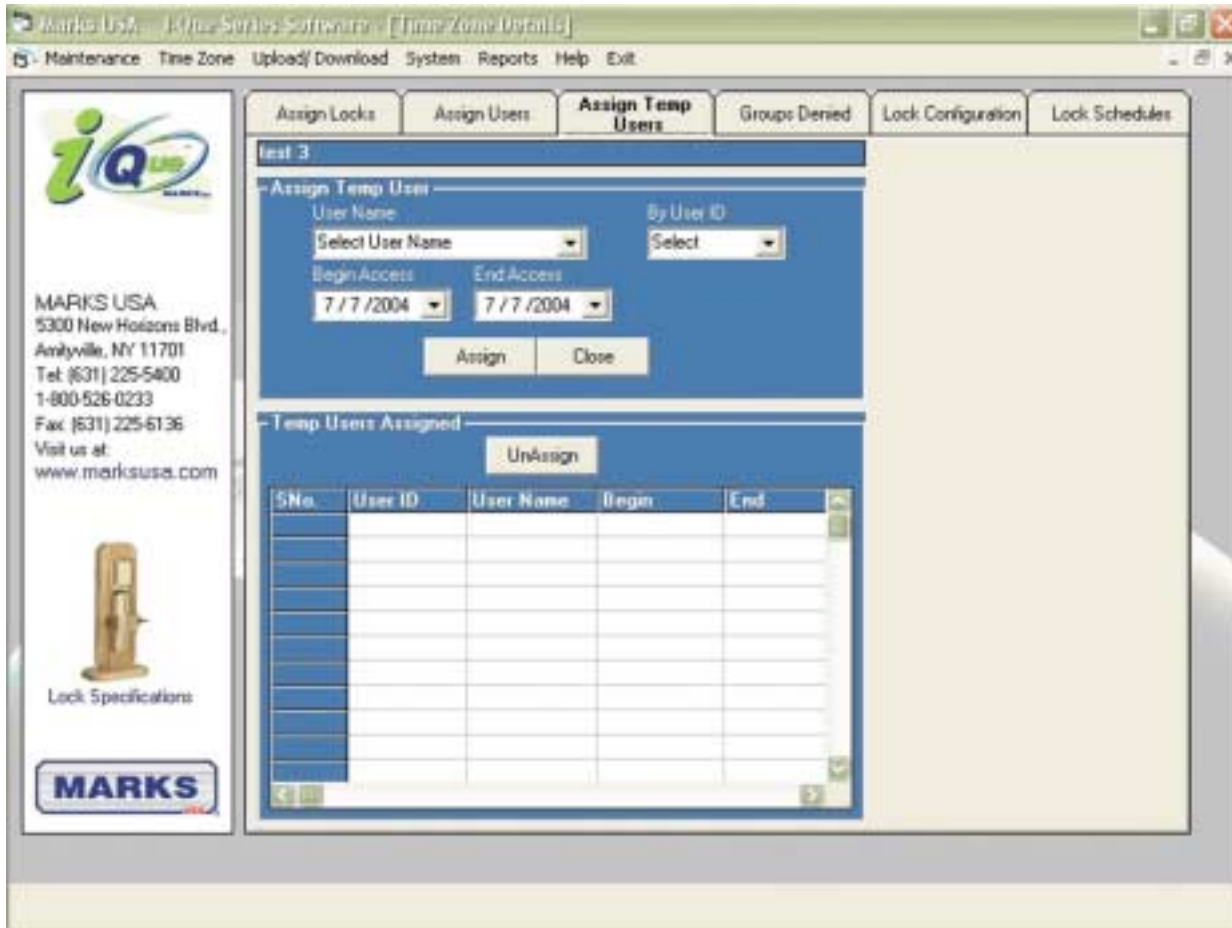 Marks USA - I-Que Series Software - [Time Zone Details]
Maintenance Time Zone Upload/ Download System Reports Help Exit
Assign Locks Assign Users Assign Temp Users Groups Denied Lock Configuration Lock Schedules
iQue
MARKS USA
5300 New Horizons Blvd.,
Amityville, NY 11701
Tel: (631) 225-5400
1-800-526-0233
Fax: (631) 225-6136
Visit us at:
www.marksusa.com
Lock Specifications
MARKS
USA
test 3
Assign Temp User
User Name By User ID
Select User Name Select
Begin Access End Access
7 / 7 /2004 7 / 7 /2004
Assign Close
Temp Users Assigned
UnAssign
SNo. User ID User Name Begin End